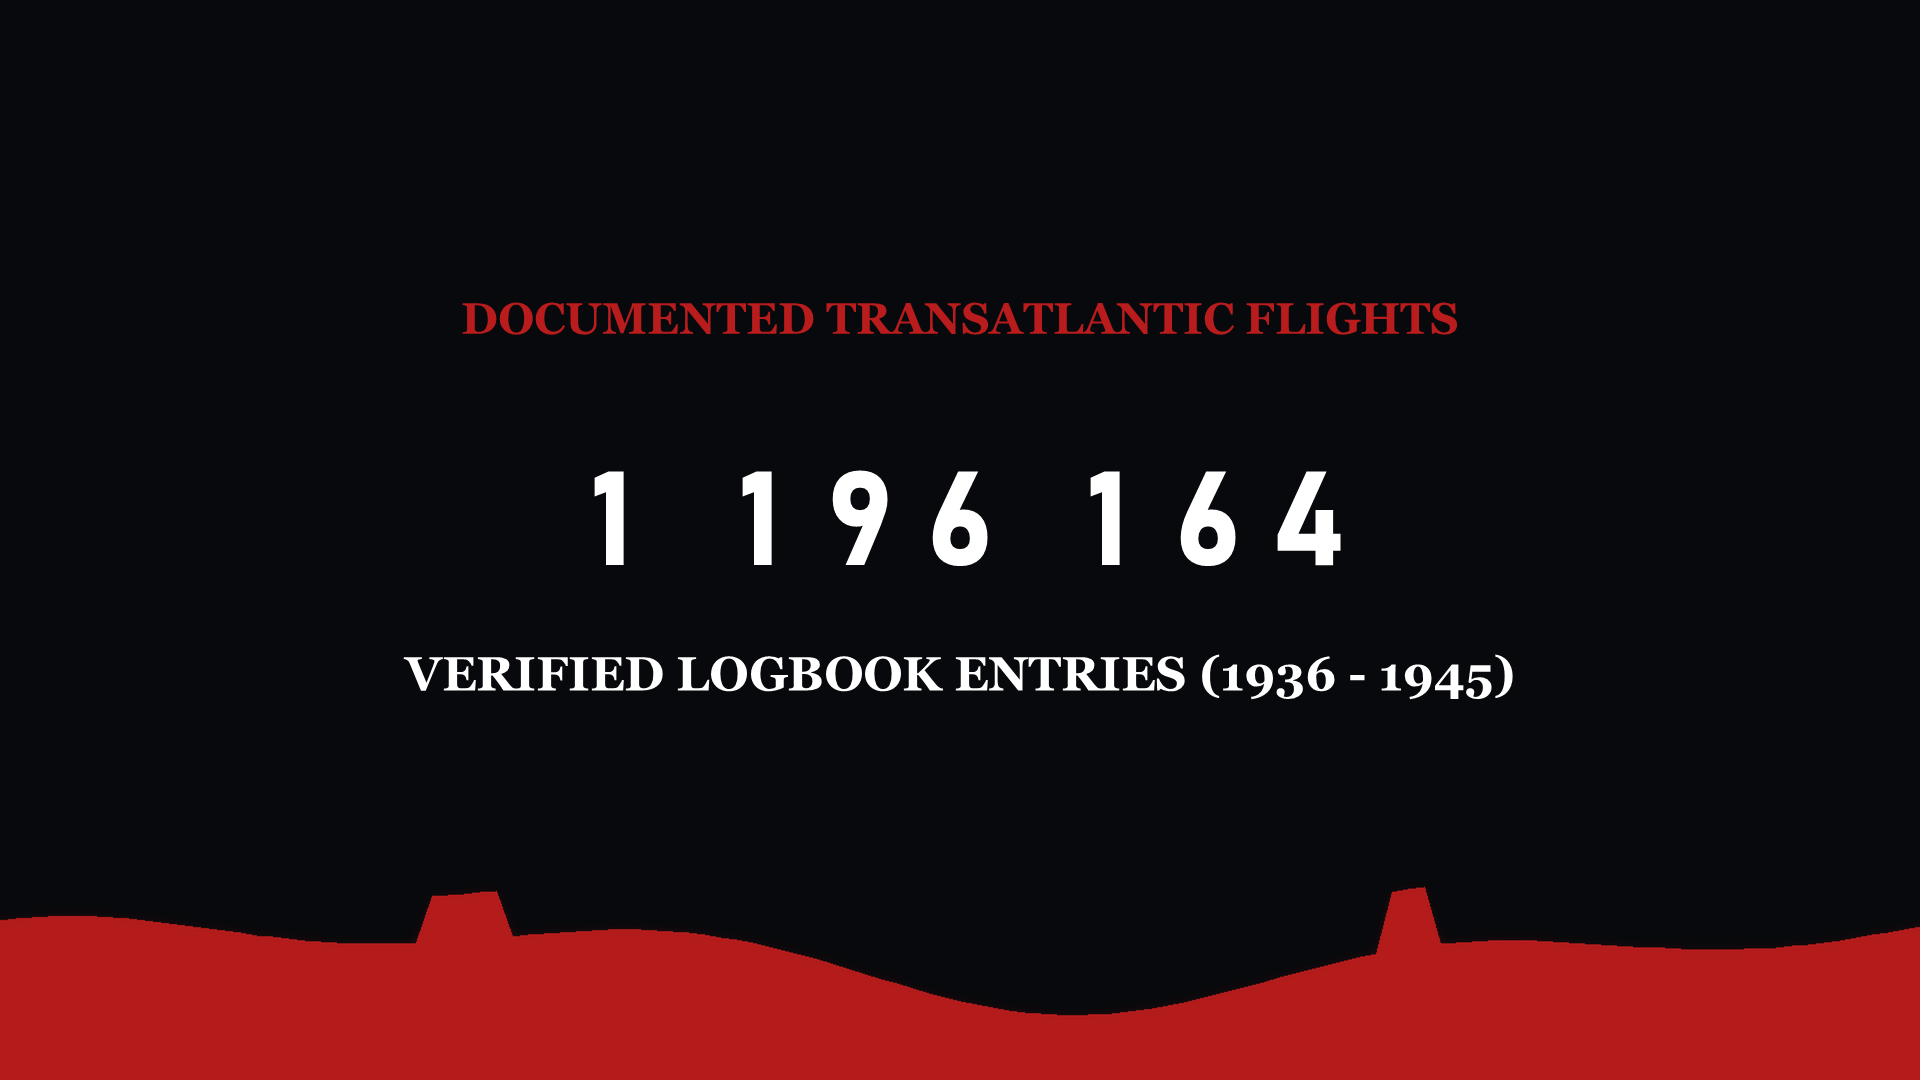 DOCUMENTED TRANSATLANTIC FLIGHTS
1 196 164
VERIFIED LOGBOOK ENTRIES (1936 - 1945)